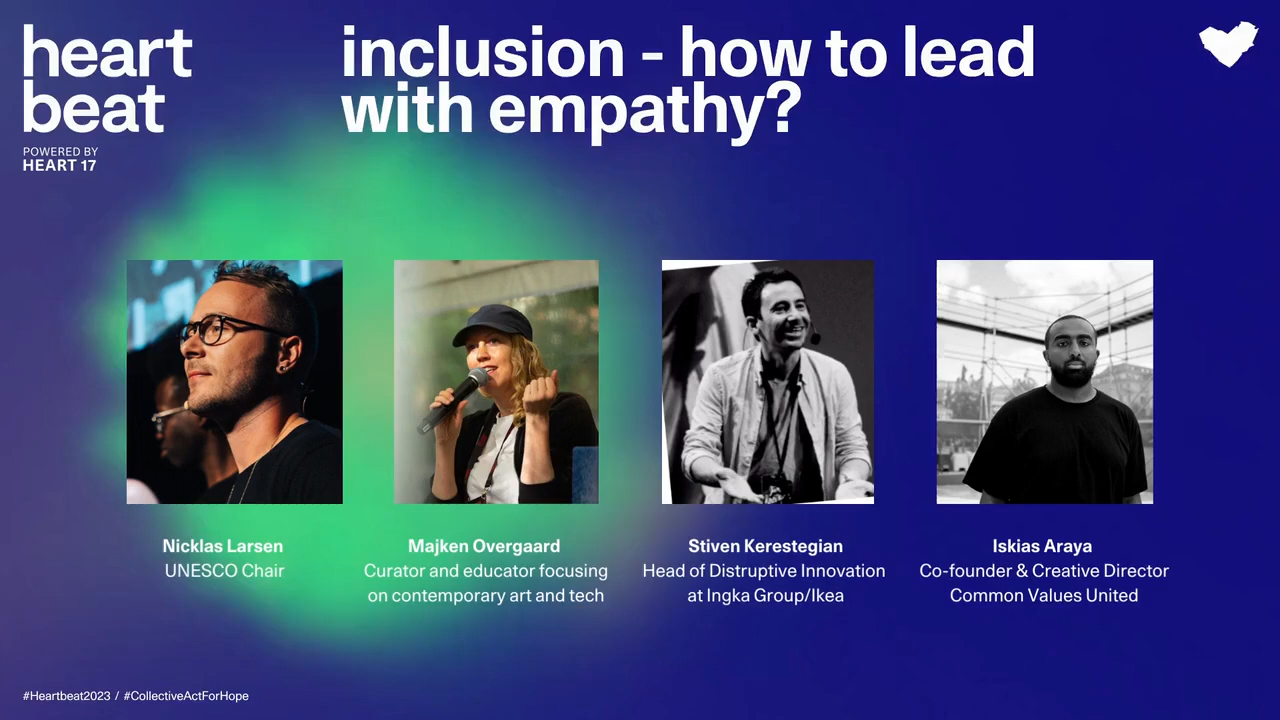 heart
beat
POWERED BY
HEART 17
inclusion - how to lead
with empathy?
Nicklas Larsen
UNESCO Chair
Majken Overgaard
Curator and educator focusing
on contemporary art and tech
Stiven Kerestegian
Head of Distruptive Innovation
at Ingka Group/Ikea
Iskias Araya
Co-founder & Creative Director
Common Values United
#Heartbeat2023 / #CollectiveActForHope